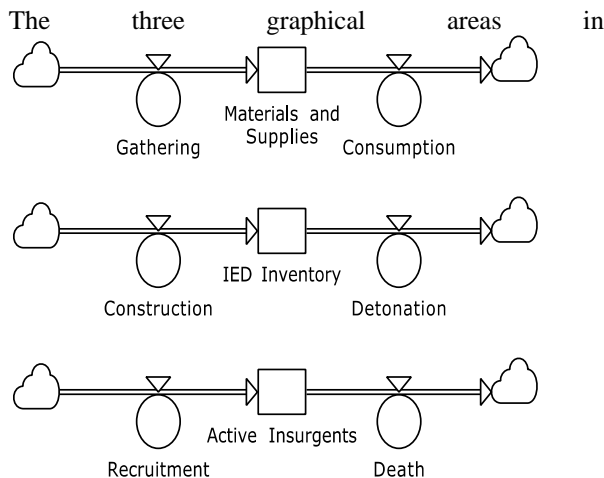 The three graphical areas in
Materials and
Supplies
Gathering
Consumption
IED Inventory
Construction
Detonation
Active Insurgents
Recruitment
Death